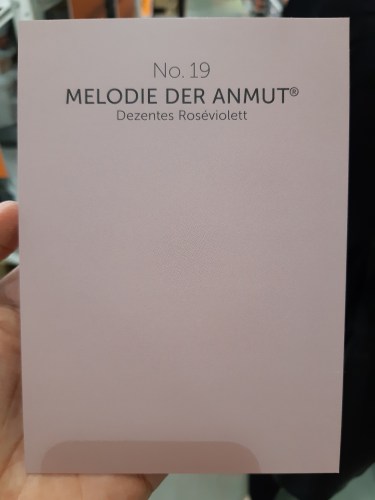 No. 19
MELODIE DER ANMUT®
Dezentes Roséviolett